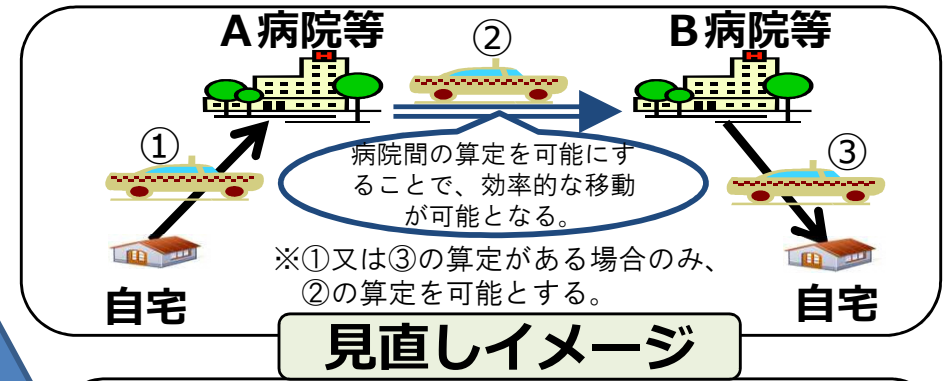 A病院等
②
B病院等
①
③
病院間の算定を可能にす
ることで、効率的な移動
が可能となる。
※①又は③の算定がある場合のみ、
②の算定を可能とする。
自宅
自宅
見直しイメージ